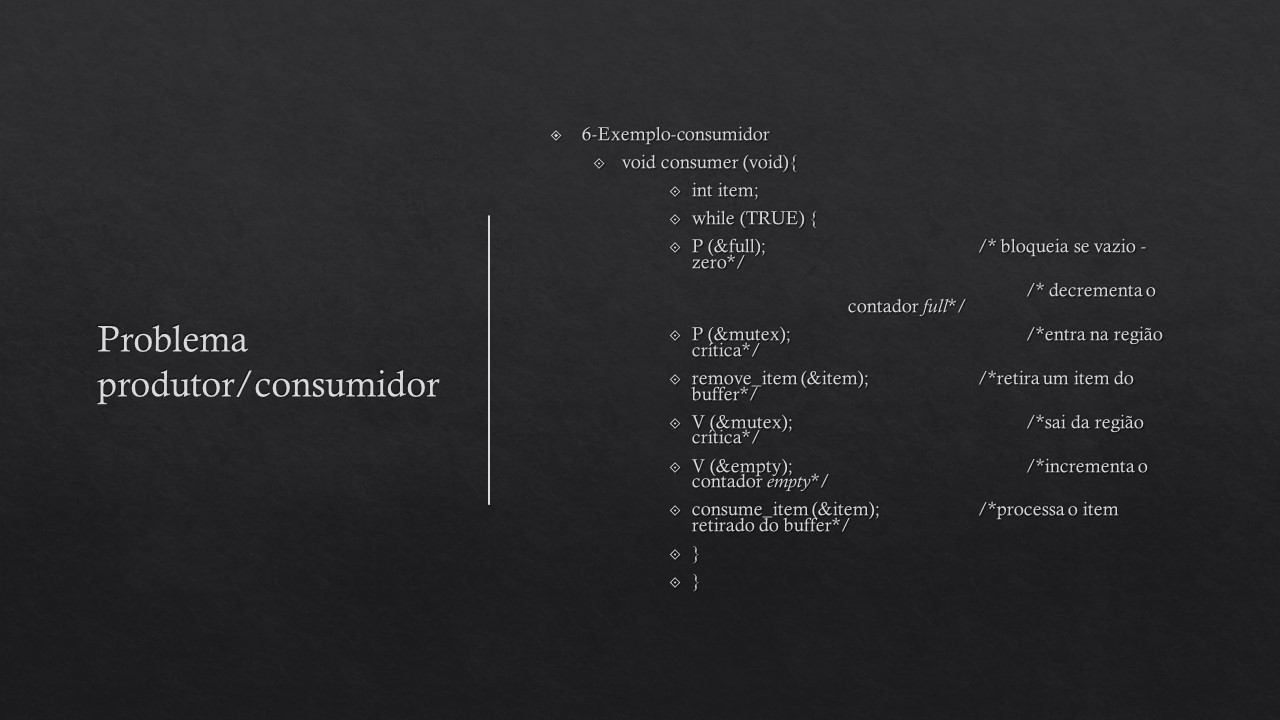 Problema
produtor/consumidor
6-Exemplo-consumidor
void consumer (void){
int item;
while (TRUE) {
P (&full); /* bloqueia se vazio -
zero*/
/* decrementa o
contador full*/
P (&mutex); /*entra na região
crítica*/
remove_item (&item); /*retira um item do
buffer*/
V (&mutex); /*sai da região
crítica*/
V (&empty); /*incrementa o
contador empty*/
consume_item (&item); /*processa o item
retirado do buffer*/
}
}